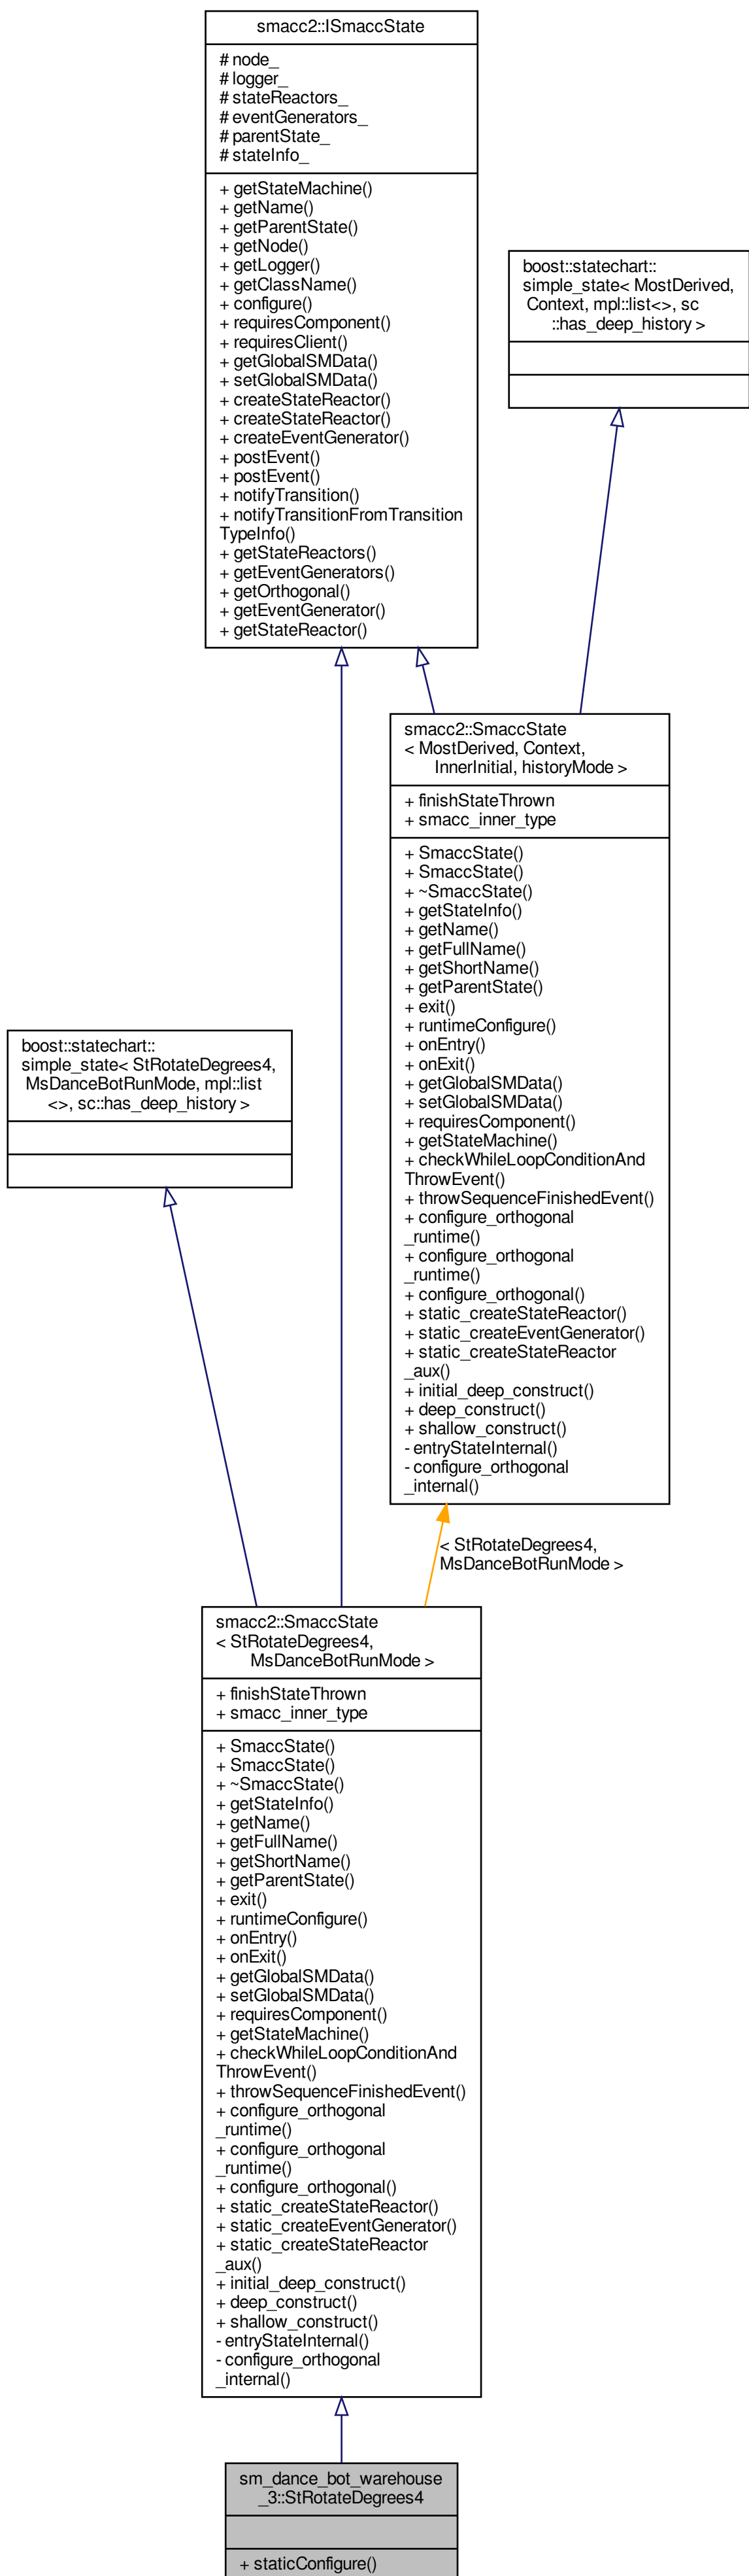 smacc2::ISmaccState
# node_
# logger_
# stateReactors_
# eventGenerators_
# parentState_
# stateInfo_
+ getStateMachine()
+ getName()
+ getParentState()
+ getNode()
+ getLogger()
+ getClassName()
+ configure()
+ requiresComponent()
+ requiresClient()
+ getGlobalSMData()
+ setGlobalSMData()
+ createStateReactor()
+ createStateReactor()
+ createEventGenerator()
+ postEvent()
+ postEvent()
+ notifyTransition()
+ notifyTransitionFromTransition
TypeInfo()
+ getStateReactors()
+ getEventGenerators()
+ getOrthogonal()
+ getEventGenerator()
+ getStateReactor()
boost::statechart::
simple_state< MostDerived,
Context, mpl::list<>, sc
::has_deep_history >
smacc2::SmaccState
< MostDerived, Context,
InnerInitial, historyMode >
+ finishStateThrown
+ smacc_inner_type
+ SmaccState()
+ SmaccState()
+ ~SmaccState()
+ getStateInfo()
+ getName()
+ getFullName()
+ getShortName()
+ getParentState()
+ exit()
+ runtimeConfigure()
+ onEntry()
+ onExit()
+ getGlobalSMData()
+ setGlobalSMData()
+ requiresComponent()
+ getStateMachine()
+ checkWhileLoopConditionAnd
ThrowEvent()
+ throwSequenceFinishedEvent()
+ configure_orthogonal
_runtime()
+ configure_orthogonal
_runtime()
+ configure_orthogonal()
+ static_createStateReactor()
+ static_createEventGenerator()
+ static_createStateReactor
_aux()
+ initial_deep_construct()
+ deep_construct()
+ shallow_construct()
- entryStateInternal()
- configure_orthogonal
_internal()
boost::statechart::
simple_state< StRotateDegrees4,
MsDanceBotRunMode, mpl::list
<>, sc::has_deep_history >
< StRotateDegrees4,
MsDanceBotRunMode >
smacc2::SmaccState
< StRotateDegrees4,
MsDanceBotRunMode >
+ finishStateThrown
+ smacc_inner_type
+ SmaccState()
+ SmaccState()
+ ~SmaccState()
+ getStateInfo()
+ getName()
+ getFullName()
+ getShortName()
+ getParentState()
+ exit()
+ runtimeConfigure()
+ onEntry()
+ onExit()
+ getGlobalSMData()
+ setGlobalSMData()
+ requiresComponent()
+ getStateMachine()
+ checkWhileLoopConditionAnd
ThrowEvent()
+ throwSequenceFinishedEvent()
+ configure_orthogonal
_runtime()
+ configure_orthogonal
_runtime()
+ configure_orthogonal()
+ static_createStateReactor()
+ static_createEventGenerator()
+ static_createStateReactor
_aux()
+ initial_deep_construct()
+ deep_construct()
+ shallow_construct()
- entryStateInternal()
- configure_orthogonal
_internal()
sm_dance_bot_warehouse
_3::StRotateDegrees4
+ staticConfigure()